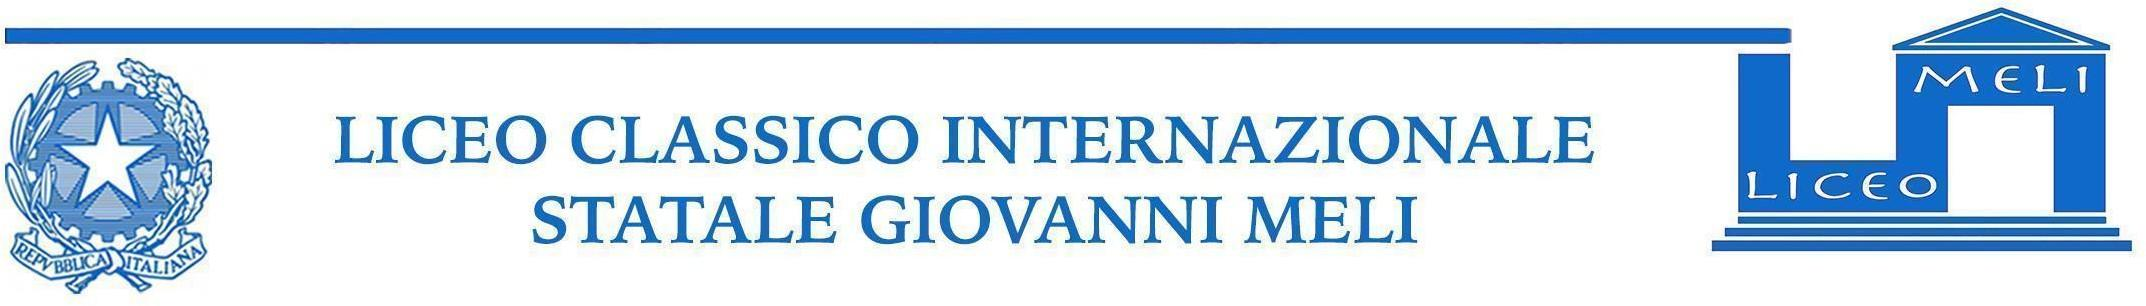 LICEO CLASSICO INTERNAZIONALE
STATALE GIOVANNI MELI
REPVBBLICA ITALIANA
MELI
LICEO